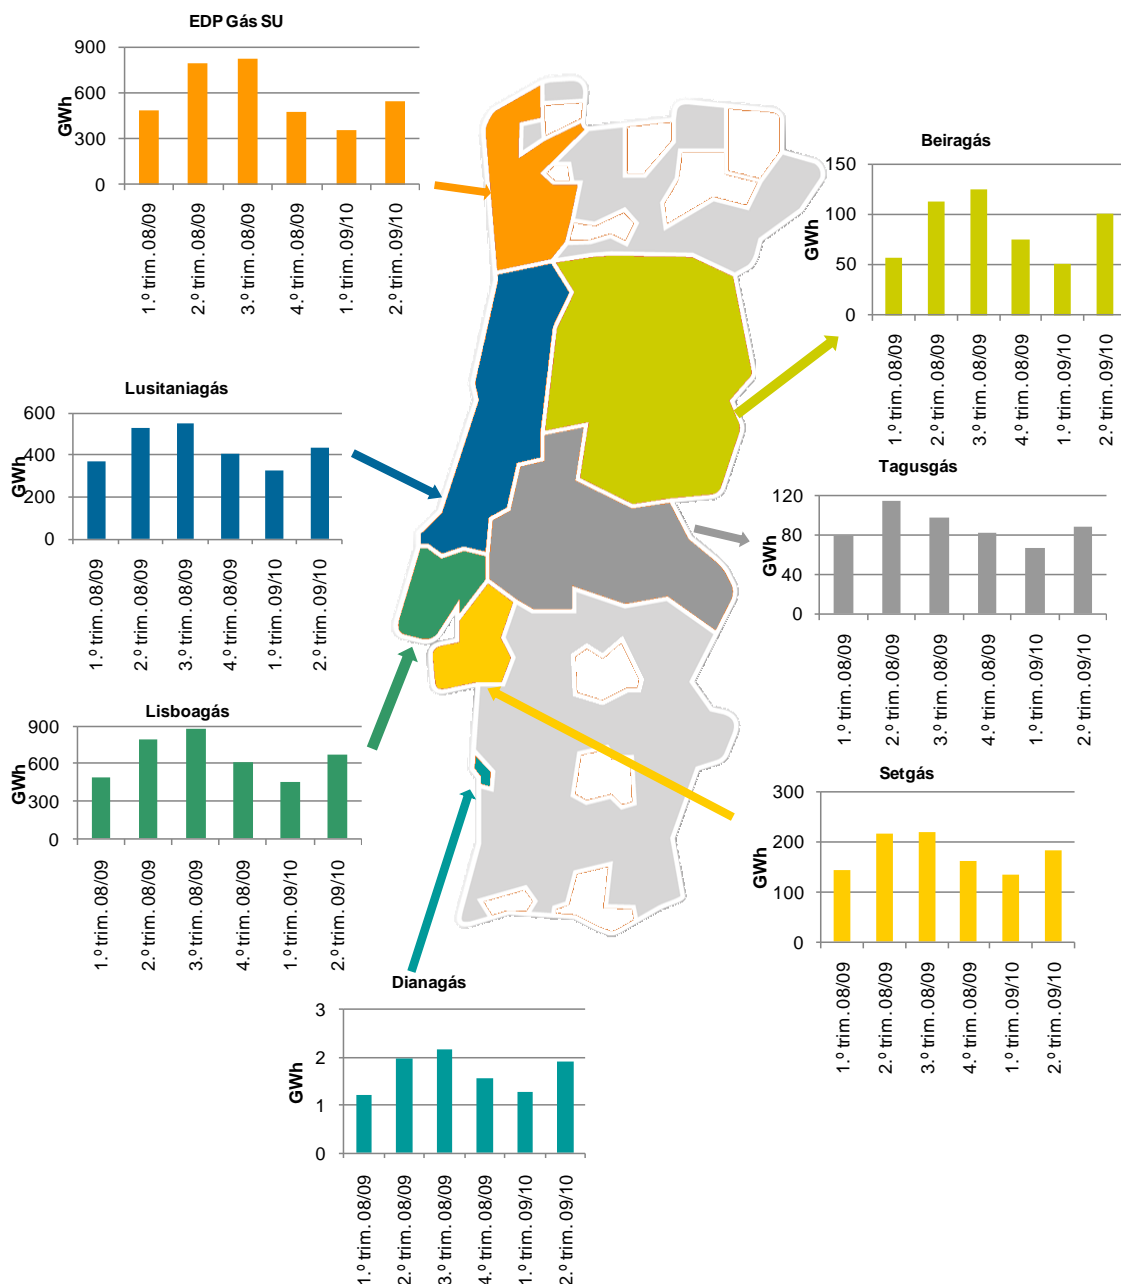 EDP Gás SU
900
600
300
0
GWh
1.º trim. 08/09
2.º trim. 08/09
3.º trim. 08/09
4.º trim. 08/09
1.º trim. 09/10
2.º trim. 09/10
Beiragás
150
100
50
0
GWh
1.º trim. 08/09
2.º trim. 08/09
3.º trim. 08/09
4.º trim. 08/09
1.º trim. 09/10
2.º trim. 09/10
Lusitaniagás
600
400
200
0
GWh
1.º trim. 08/09
2.º trim. 08/09
3.º trim. 08/09
4.º trim. 08/09
1.º trim. 09/10
2.º trim. 09/10
Tagusgás
120
80
40
0
GWh
1.º trim. 08/09
2.º trim. 08/09
3.º trim. 08/09
4.º trim. 08/09
1.º trim. 09/10
2.º trim. 09/10
Lisboagás
900
600
300
0
GWh
1.º trim. 08/09
2.º trim. 08/09
3.º trim. 08/09
4.º trim. 08/09
1.º trim. 09/10
2.º trim. 09/10
Setgás
300
200
100
0
GWh
1.º trim. 08/09
2.º trim. 08/09
3.º trim. 08/09
4.º trim. 08/09
1.º trim. 09/10
2.º trim. 09/10
Dianagás
3
2
1
0
GWh
1.º trim. 08/09
2.º trim. 08/09
3.º trim. 08/09
4.º trim. 08/09
1.º trim. 09/10
2.º trim. 09/10